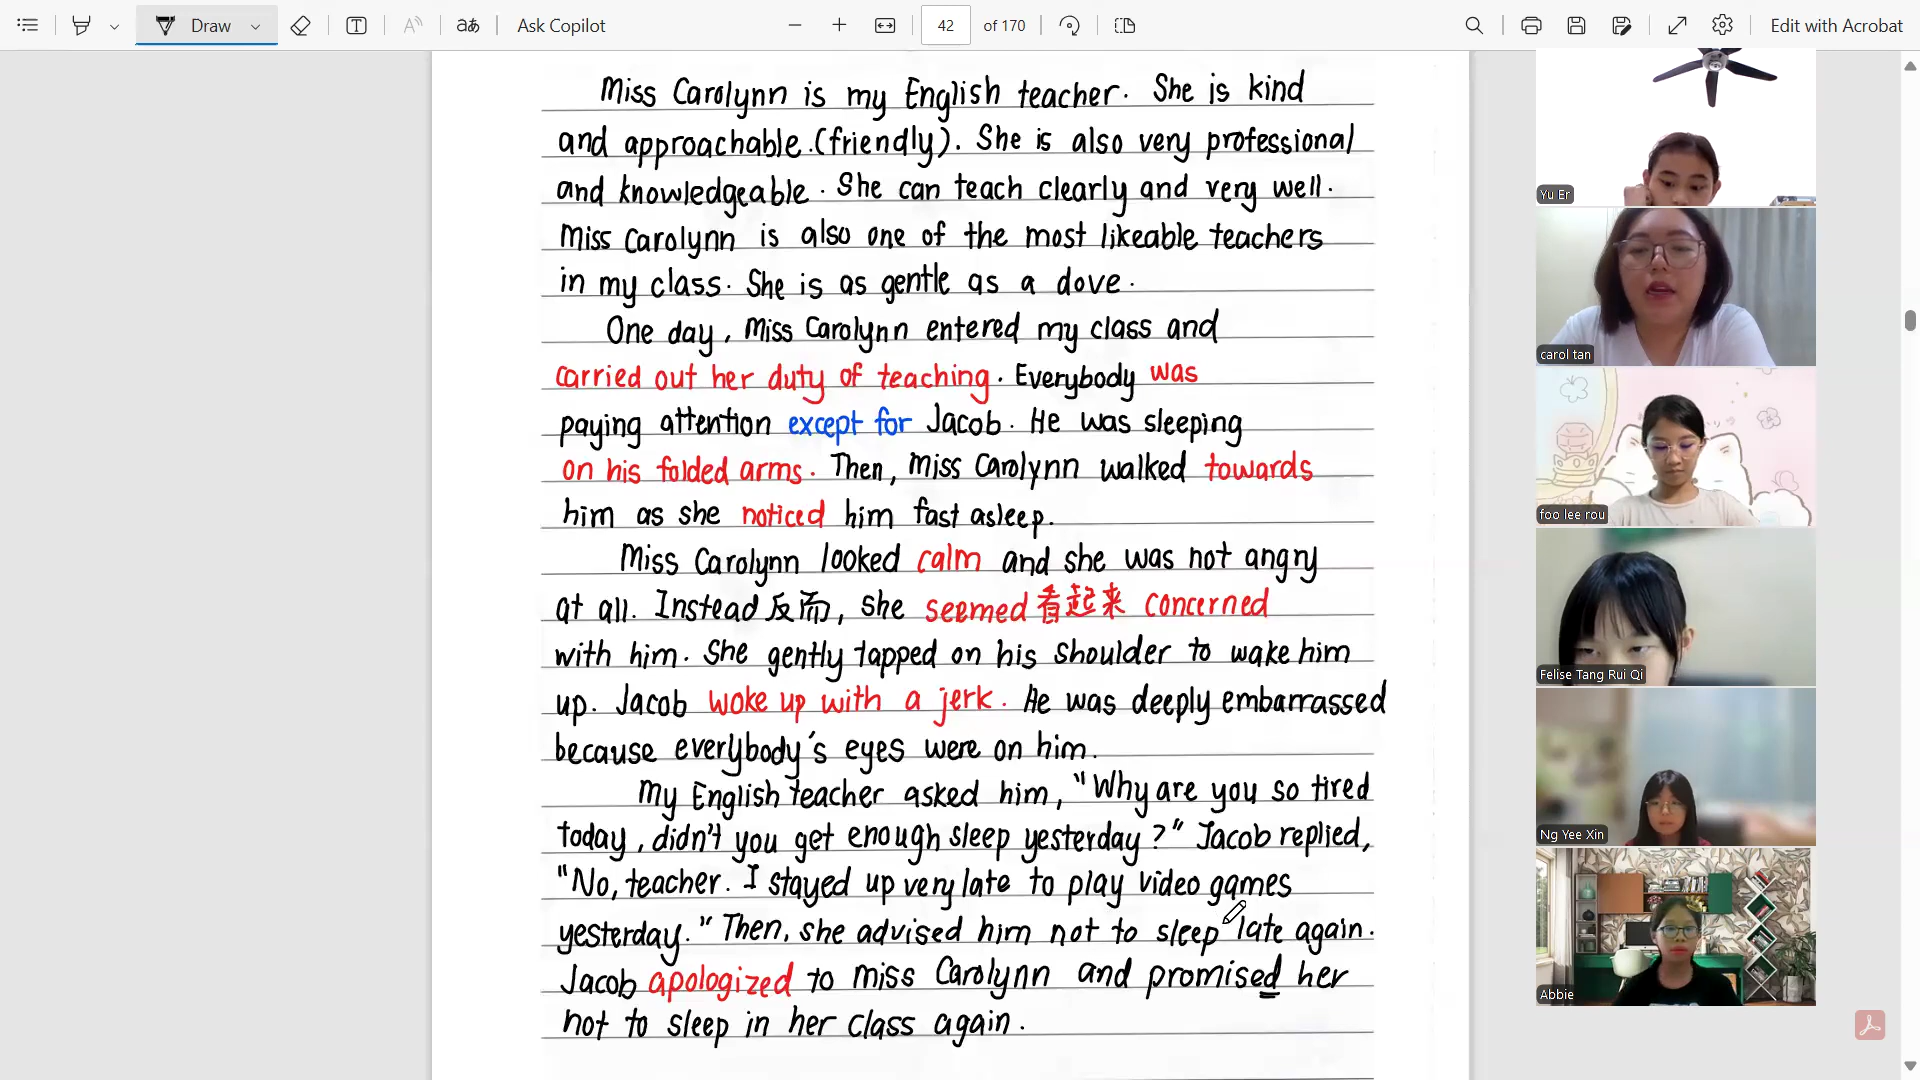 Draw
Ask Copilot
42 of 170
Edit with Acrobat
Miss Carolynn is my English teacher. She is kind
and approachable.(friendly). She is also very professional
and knowledgeable. She can teach clearly and very well.
Miss Carolynn is also one of the most likeable teachers
in my class. She is as gentle as a dove.
One day, Miss Carolynn entered my class and
carried out her duty of teaching. Everybody was
paying attention except for Jacob. He was sleeping
on his folded arms. Then, Miss Carolynn walked towards
him as she noticed him fast asleep.
Miss Carolynn looked calm and she was not angry
at all. Instead 反而, she seemed 看起来 concerned
with him. She gently tapped on his shoulder to wake him
up. Jacob woke up with a jerk. He was deeply embarrassed
because everybody's eyes were on him.
My English teacher asked him, "Why are you so tired
today, didn't you get enough sleep yesterday?" Jacob replied,
"No, teacher. I stayed up very late to play video games
yesterday." Then, she advised him not to sleep late again.
Jacob apologized to Miss Carolynn and promised her
not to sleep in her class again.
Yu Er
carol tan
foo lee rou
Felise Tang Rui Qi
Ng Yee Xin
Abbie